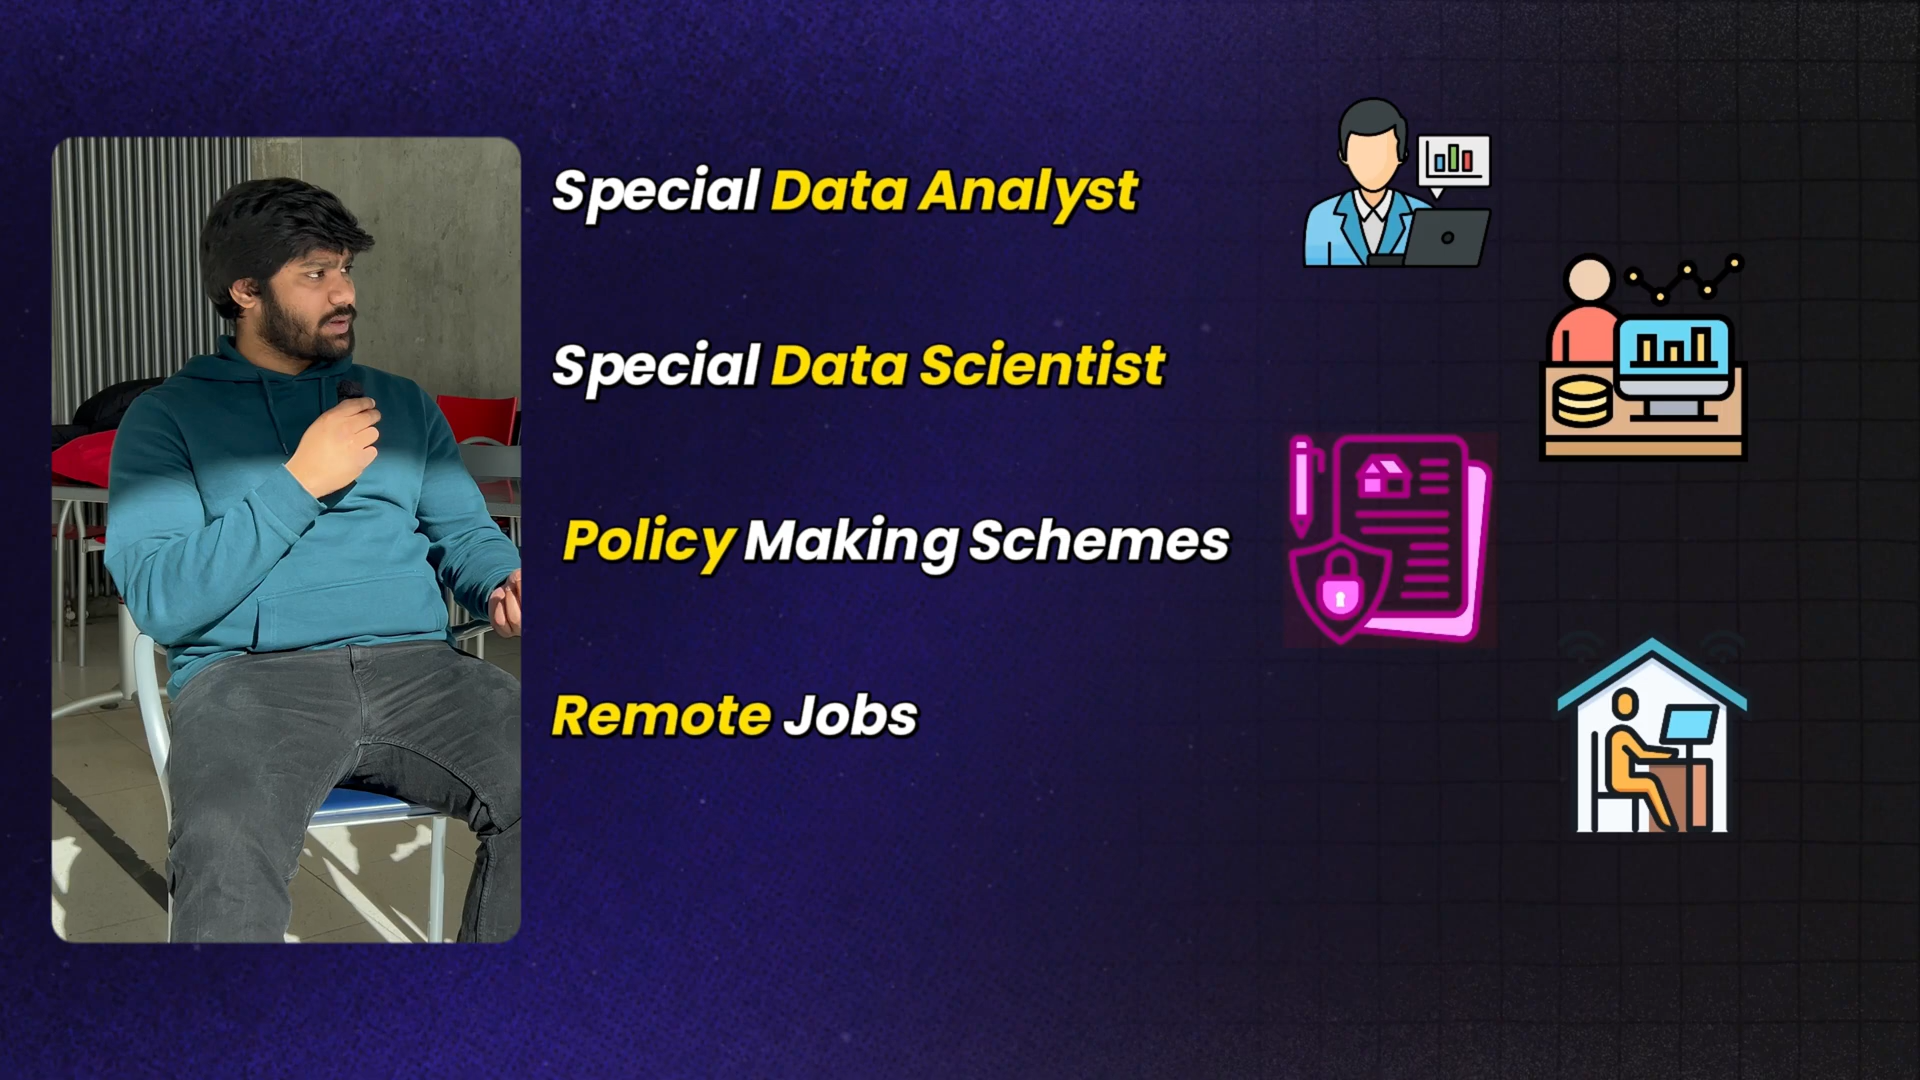 Special Data Analyst
Special Data Scientist
Policy Making Schemes
Remote Jobs